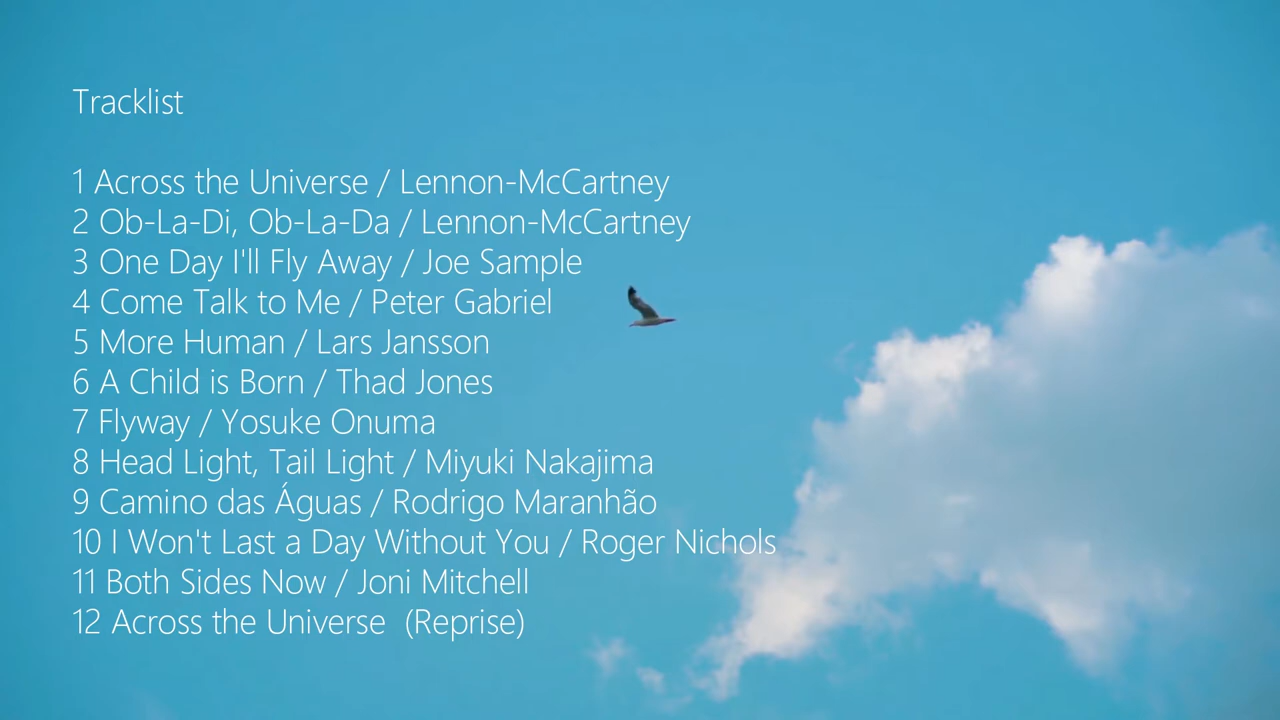 Tracklist
1 Across the Universe / Lennon-McCartney
2 Ob-La-Di, Ob-La-Da / Lennon-McCartney
3 One Day I'll Fly Away / Joe Sample
4 Come Talk to Me / Peter Gabriel
5 More Human / Lars Jansson
6 A Child is Born / Thad Jones
7 Flyway / Yosuke Onuma
8 Head Light, Tail Light / Miyuki Nakajima
9 Camino das Águas / Rodrigo Maranhão
10 I Won't Last a Day Without You / Roger Nichols
11 Both Sides Now / Joni Mitchell
12 Across the Universe  (Reprise)